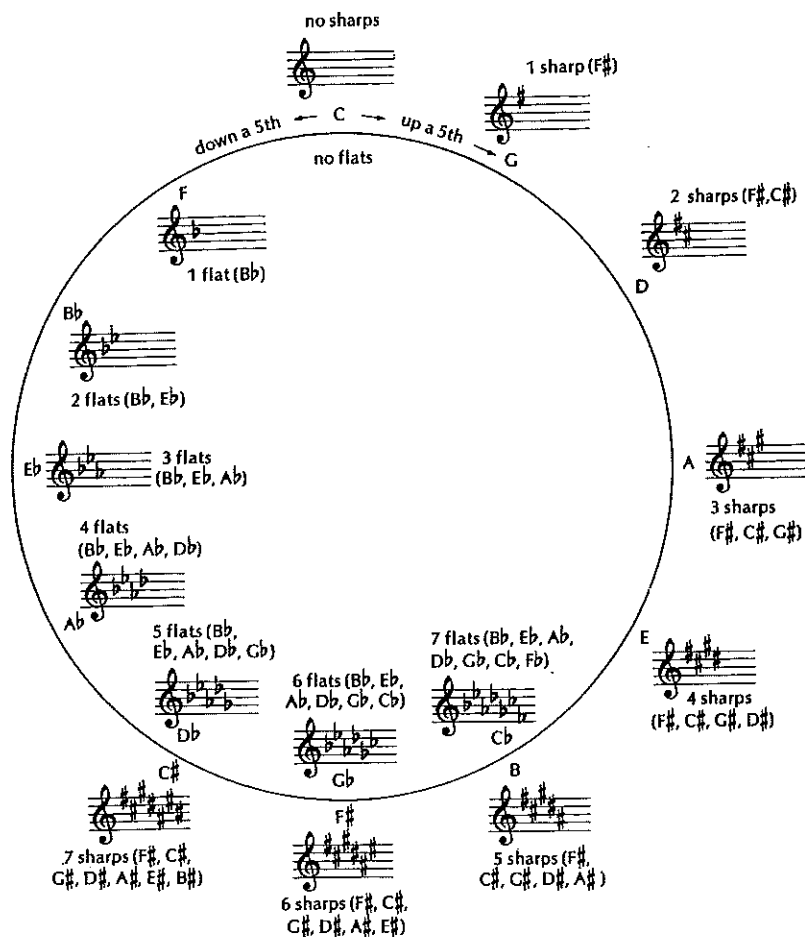 no sharps
1 sharp (F♯)
down a 5th ← C → up a 5th →
G
no flats
F
1 flat (B♭)
2 sharps (F♯, C♯)
D
B♭
2 flats (B♭, E♭)
E♭
3 flats
(B♭, E♭, A♭)
A
3 sharps
(F♯, C♯, G♯)
4 flats
(B♭, E♭, A♭, D♭)
A♭
5 flats (B♭,
E♭, A♭, D♭, G♭)
D♭
6 flats (B♭, E♭,
A♭, D♭, G♭, C♭)
G♭
7 flats (B♭, E♭, A♭,
D♭, G♭, C♭, F♭)
C♭
E
4 sharps
(F♯, C♯, G♯, D♯)
C♯
7 sharps (F♯, C♯,
G♯, D♯, A♯, E♯, B♯)
F♯
6 sharps (F♯, C♯,
G♯, D♯, A♯, E♯)
B
5 sharps (F♯,
C♯, G♯, D♯, A♯ )